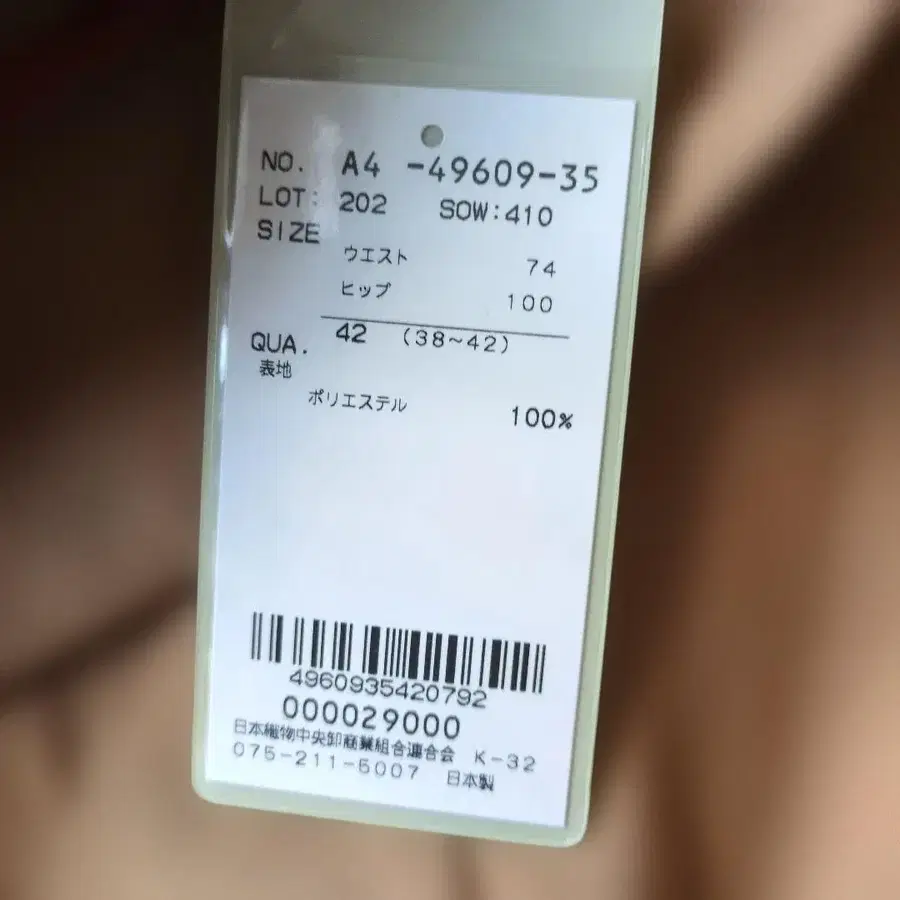 NO. A4 -49609-35
LOT: 202 SOW:410
SIZE
ウエスト 74
ヒップ 100
42 (38~42)
QUA.
表地
ポリエステル 100%
4960935420792
000029000
日本織物中央卸商業組合連合会 K-32
075-211-5007 日本製